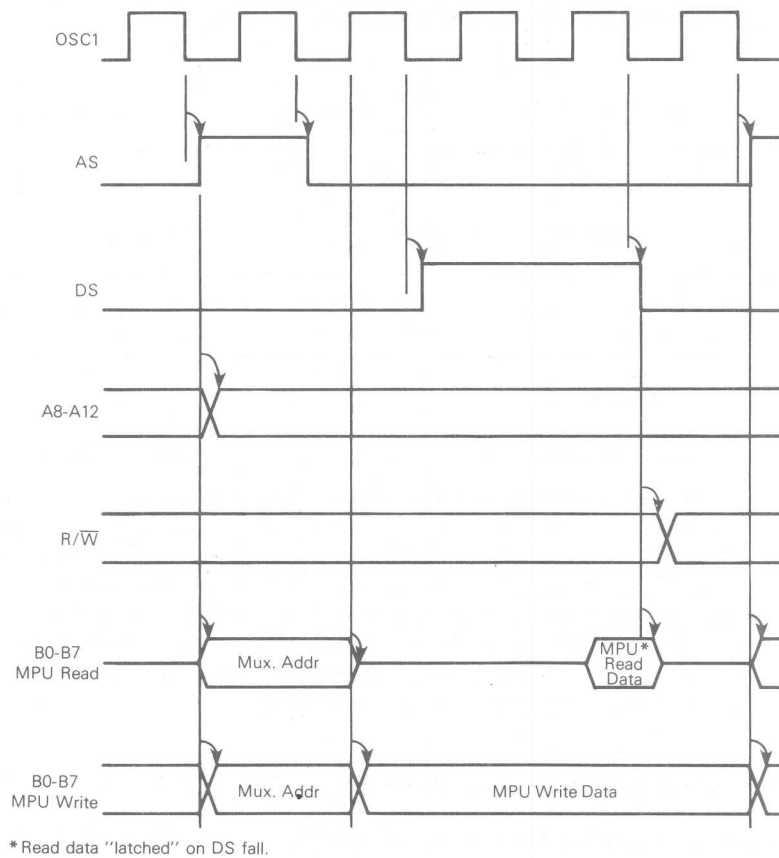 OSC1
AS
DS
A8-A12
R/W̅
B0-B7
MPU Read
Mux. Addr
MPU*
Read
Data
B0-B7
MPU Write
Mux. Addr
MPU Write Data
*Read data "latched" on DS fall.